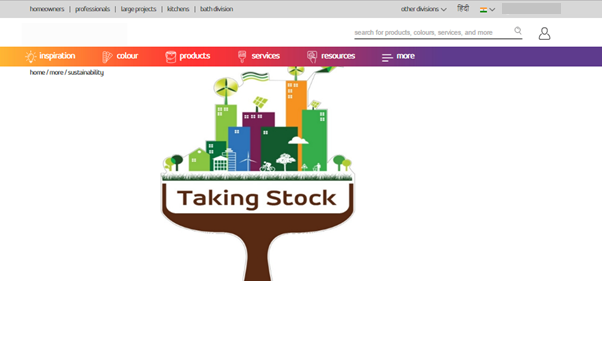 homeowners | professionals | large projects | kitchens | bath division other divisions हिंदी
search for products, colours, services, and more
inspiration colour products services resources more
home / more / sustainability
Taking Stock